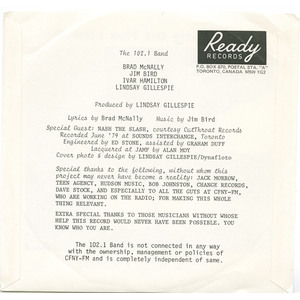 The 102.1 Band
Ready
RECORDS
P.O. BOX 670, POSTAL STA. "A"
TORONTO, CANADA M5W 1G2
BRAD McNALLY
JIM BIRD
IVAR HAMILTON
LINDSAY GILLESPIE
Produced by LINDSAY GILLESPIE
Lyrics by Brad McNally Music by Jim Bird
Special Guest: NASH THE SLASH, courtesy CutThroat Records
Recorded June '79 at SOUNDS INTERCHANGE, Toronto
Engineered by ED STONE, assisted by GRAHAM DUFF
Lacquered at JAMF by ALAN MOY
Cover photo & design by LINDSAY GILLESPIE/Dynafloto
Special thanks to the following, without whom this
project may never have become a reality: JACK MORROW,
TEEN AGENCY, HUDSON MUSIC, BOB JOHNSTON, CHANGE RECORDS,
DAVE STOCK, AND ESPECIALLY TO ALL THE GUYS AT CFNY-FM, WHO
ARE WORKING ON THE RADIO; FOR MAKING THIS WHOLE
THING RELEVANT.
EXTRA SPECIAL THANKS TO THOSE MUSICIANS WITHOUT WHOSE
HELP THIS RECORD WOULD NEVER HAVE BEEN POSSIBLE. YOU
KNOW WHO YOU ARE.
The 102.1 Band is not connected in any way
with the ownership, management or policies of
CFNY-FM and is completely independent of same.